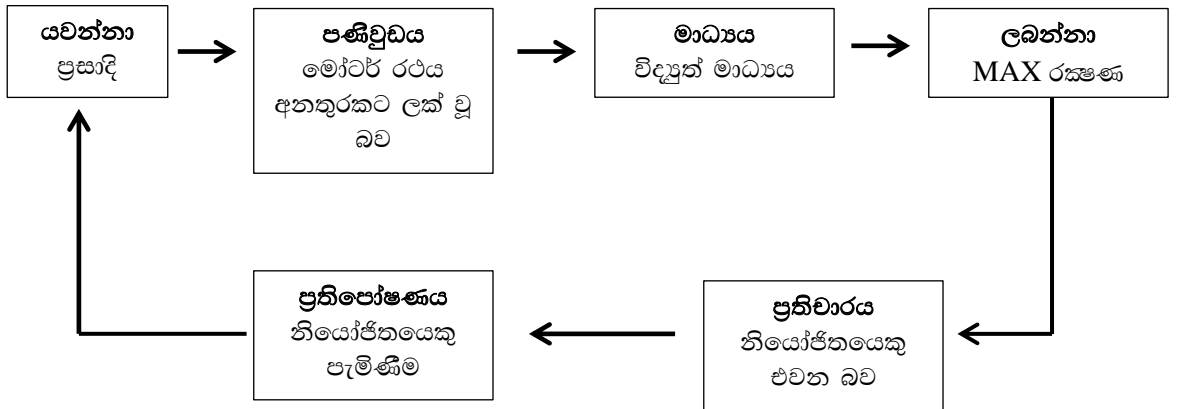 යවන්නා
ප්‍රසාදි
පණිවුඩය
මෝටර් රථය
අනතුරකට ලක් වූ
බව
මාධ්‍යය
විද්‍යුත් මාධ්‍යය
ලබන්නා
MAX රක්‍ෂණ
ප්‍රතිචාරය
නියෝජිතයෙකු
එවන බව
ප්‍රතිපෝෂණය
නියෝජිතයෙකු
පැමිණීම